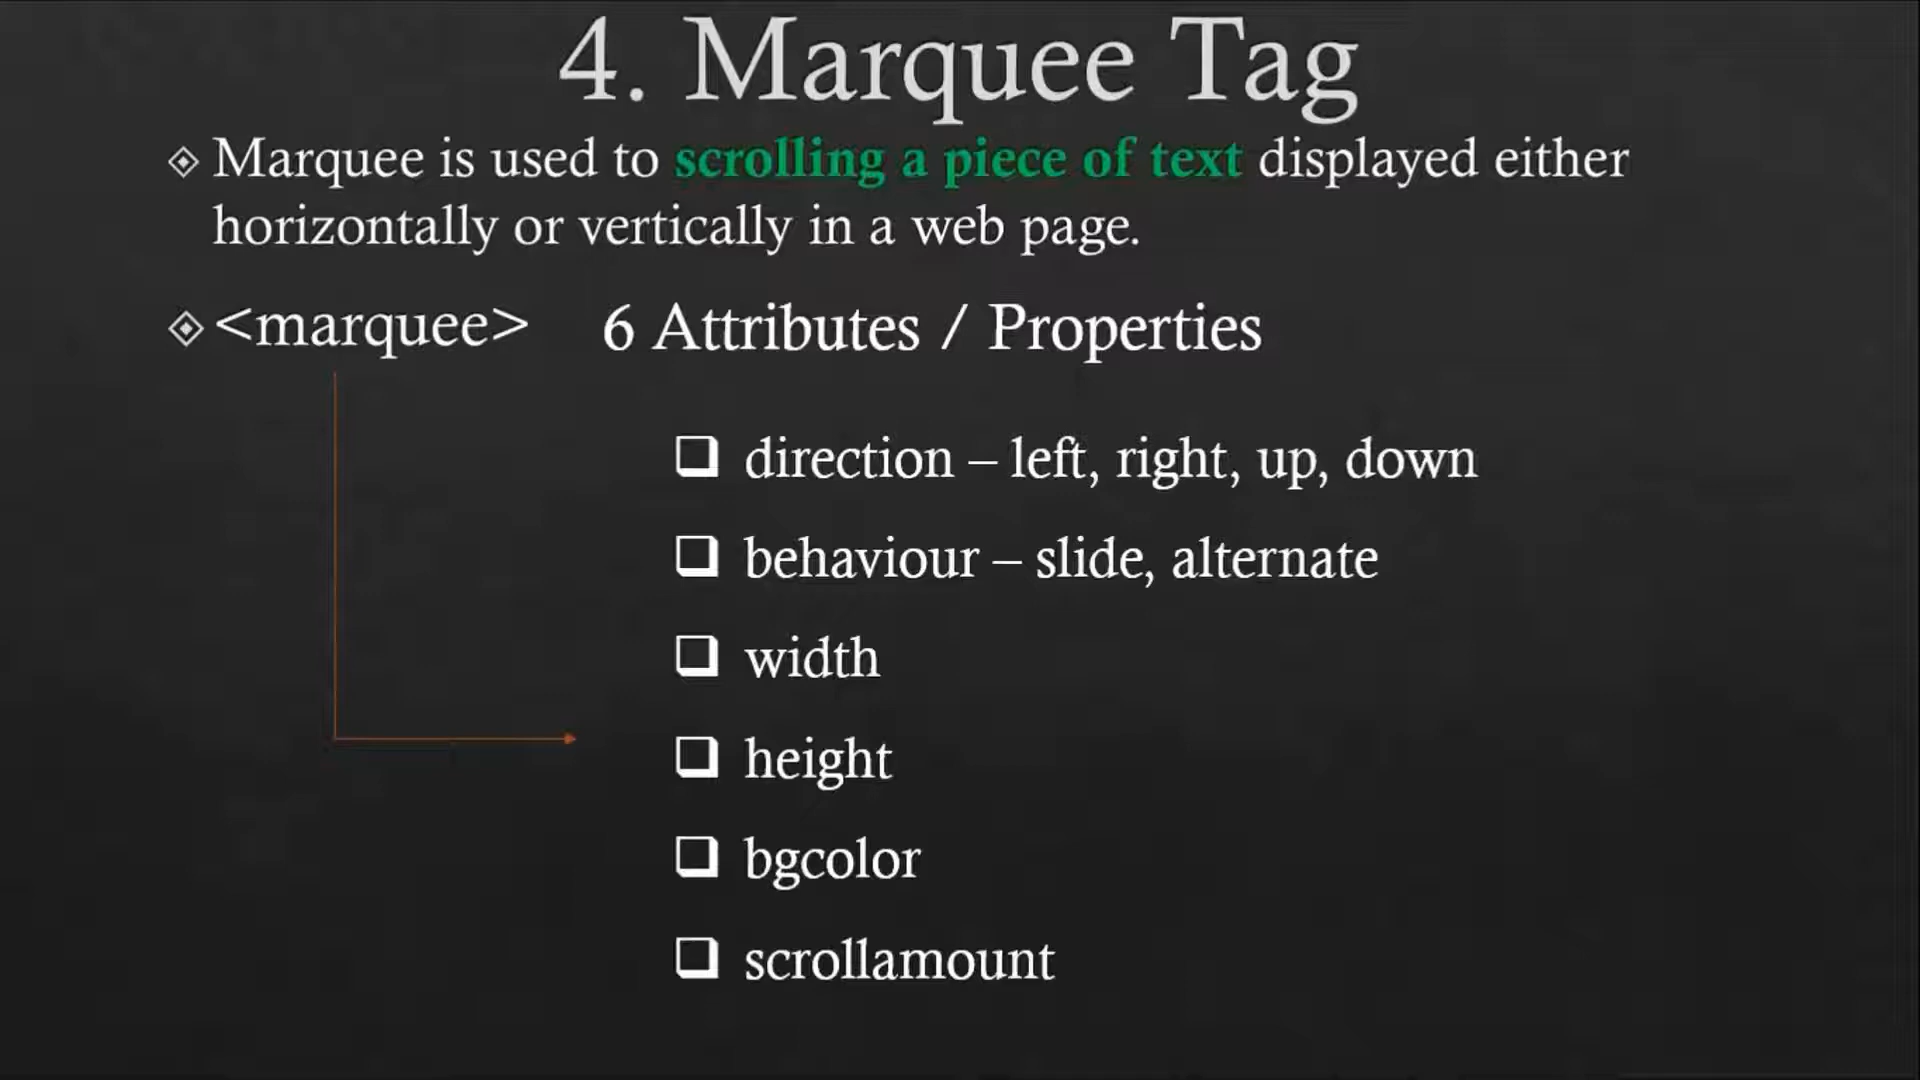 4. Marquee Tag
Marquee is used to scrolling a piece of text displayed either
horizontally or vertically in a web page.
<marquee> 6 Attributes / Properties
direction – left, right, up, down
behaviour – slide, alternate
width
height
bgcolor
scrollamount